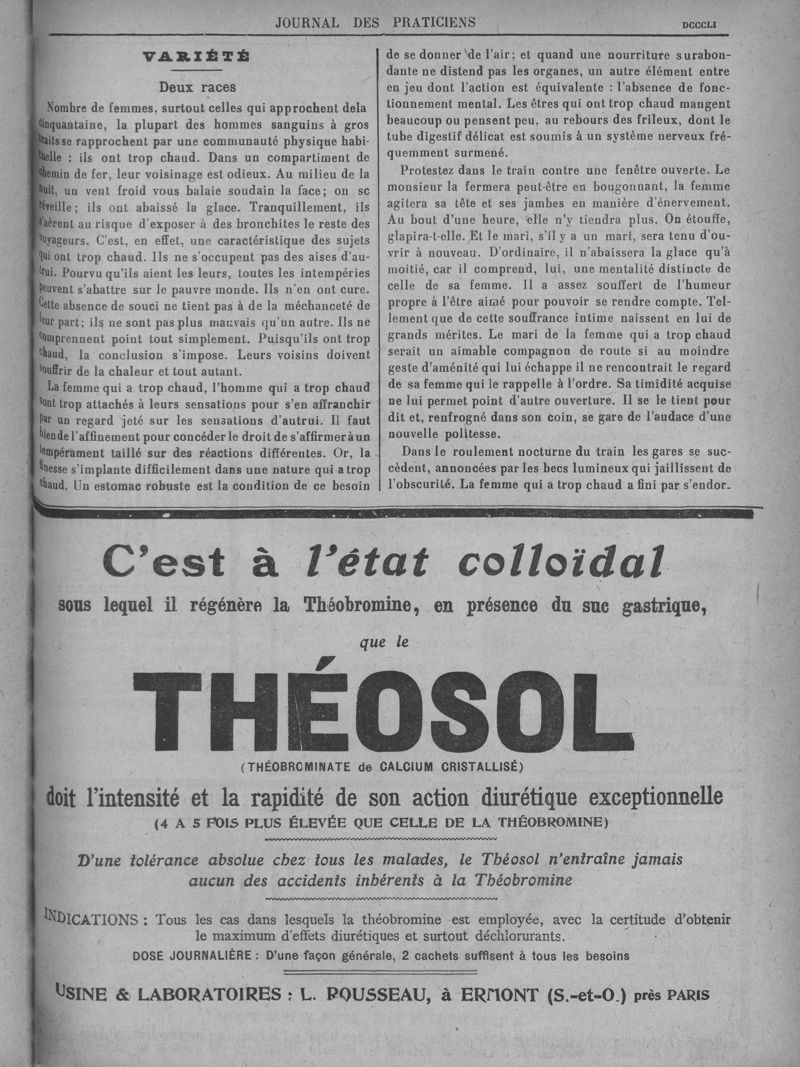 JOURNAL DES PRATICIENS
DCCCLI
VARIÉTÉ
Deux races
Nombre de femmes, surtout celles qui approchent dela
cinquantaine, la plupart des hommes sanguins à gros
traits se rapprochent par une communauté physique habi-
tuelle : ils ont trop chaud. Dans un compartiment de
chemin de fer, leur voisinage est odieux. Au milieu de la
nuit, un vent froid vous balaie soudain la face; on se
réveille; ils ont abaissé la glace. Tranquillement, ils
s'aèrent au risque d'exposer à des bronchites le reste des
voyageurs. C'est, en effet, une caractéristique des sujets
qui ont trop chaud. Ils ne s'occupent pas des aises d'au-
trui. Pourvu qu'ils aient les leurs, toutes les intempéries
peuvent s'abattre sur le pauvre monde. Ils n'en ont cure.
Cette absence de souci ne tient pas à de la méchanceté de
leur part; ils ne sont pas plus mauvais qu'un autre. Ils ne
comprennent point tout simplement. Puisqu'ils ont trop
chaud, la conclusion s'impose. Leurs voisins doivent
souffrir de la chaleur et tout autant.
La femme qui a trop chaud, l'homme qui a trop chaud
sont trop attachés à leurs sensations pour s'en affranchir
par un regard jeté sur les sensations d'autrui. Il faut
bien de l'affinement pour concéder le droit de s'affirmer à un
tempérament taillé sur des réactions différentes. Or, la
finesse s'implante difficilement dans une nature qui a trop
chaud. Un estomac robuste est la condition de ce besoin
de se donner de l'air; et quand une nourriture surabon-
dante ne distend pas les organes, un autre élément entre
en jeu dont l'action est équivalente : l'absence de fonc-
tionnement mental. Les êtres qui ont trop chaud mangent
beaucoup ou pensent peu, au rebours des frileux, dont le
tube digestif délicat est soumis à un système nerveux fré-
quemment surmené.
Protestez dans le train contre une fenêtre ouverte. Le
monsieur la fermera peut-être en bougonnant, la femme
agitera sa tête et ses jambes en manière d'énervement.
Au bout d'une heure, elle n'y tiendra plus. On étouffe,
glapira-t-elle. Et le mari, s'il y a un mari, sera tenu d'ou-
vrir à nouveau. D'ordinaire, il n'abaissera la glace qu'à
moitié, car il comprend, lui, une mentalité distincte de
celle de sa femme. Il a assez souffert de l'humeur
propre à l'être aimé pour pouvoir se rendre compte. Tel-
lement que de cette souffrance intime naissent en lui de
grands mérites. Le mari de la femme qui a trop chaud
serait un aimable compagnon de route si au moindre
geste d'aménité qui lui échappe il ne rencontrait le regard
de sa femme qui le rappelle à l'ordre. Sa timidité acquise
ne lui permet point d'autre ouverture. Il se le tient pour
dit et, renfrogné dans son coin, se gare de l'audace d'une
nouvelle politesse.
Dans le roulement nocturne du train les gares se suc-
cèdent, annoncées par les becs lumineux qui jaillissent de
l'obscurité. La femme qui a trop chaud a fini par s'endor-
C'est à l'état colloïdal
sous lequel il régénère la Théobromine, en présence du suc gastrique,
que le
THÉOSOL
(THÉOBROMINATE de CALCIUM CRISTALLISÉ)
doit l'intensité et la rapidité de son action diurétique exceptionnelle
(4 A 5 FOIS PLUS ÉLEVÉE QUE CELLE DE LA THÉOBROMINE)
D'une tolérance absolue chez tous les malades, le Théosol n'entraîne jamais
aucun des accidents inhérents à la Théobromine
INDICATIONS : Tous les cas dans lesquels la théobromine est employée, avec la certitude d'obtenir
le maximum d'effets diurétiques et surtout déchlorurants.
DOSE JOURNALIÈRE : D'une façon générale, 2 cachets suffisent à tous les besoins
USINE & LABORATOIRES : L. ROUSSEAU, à ERMONT (S.-et-O.) près PARIS